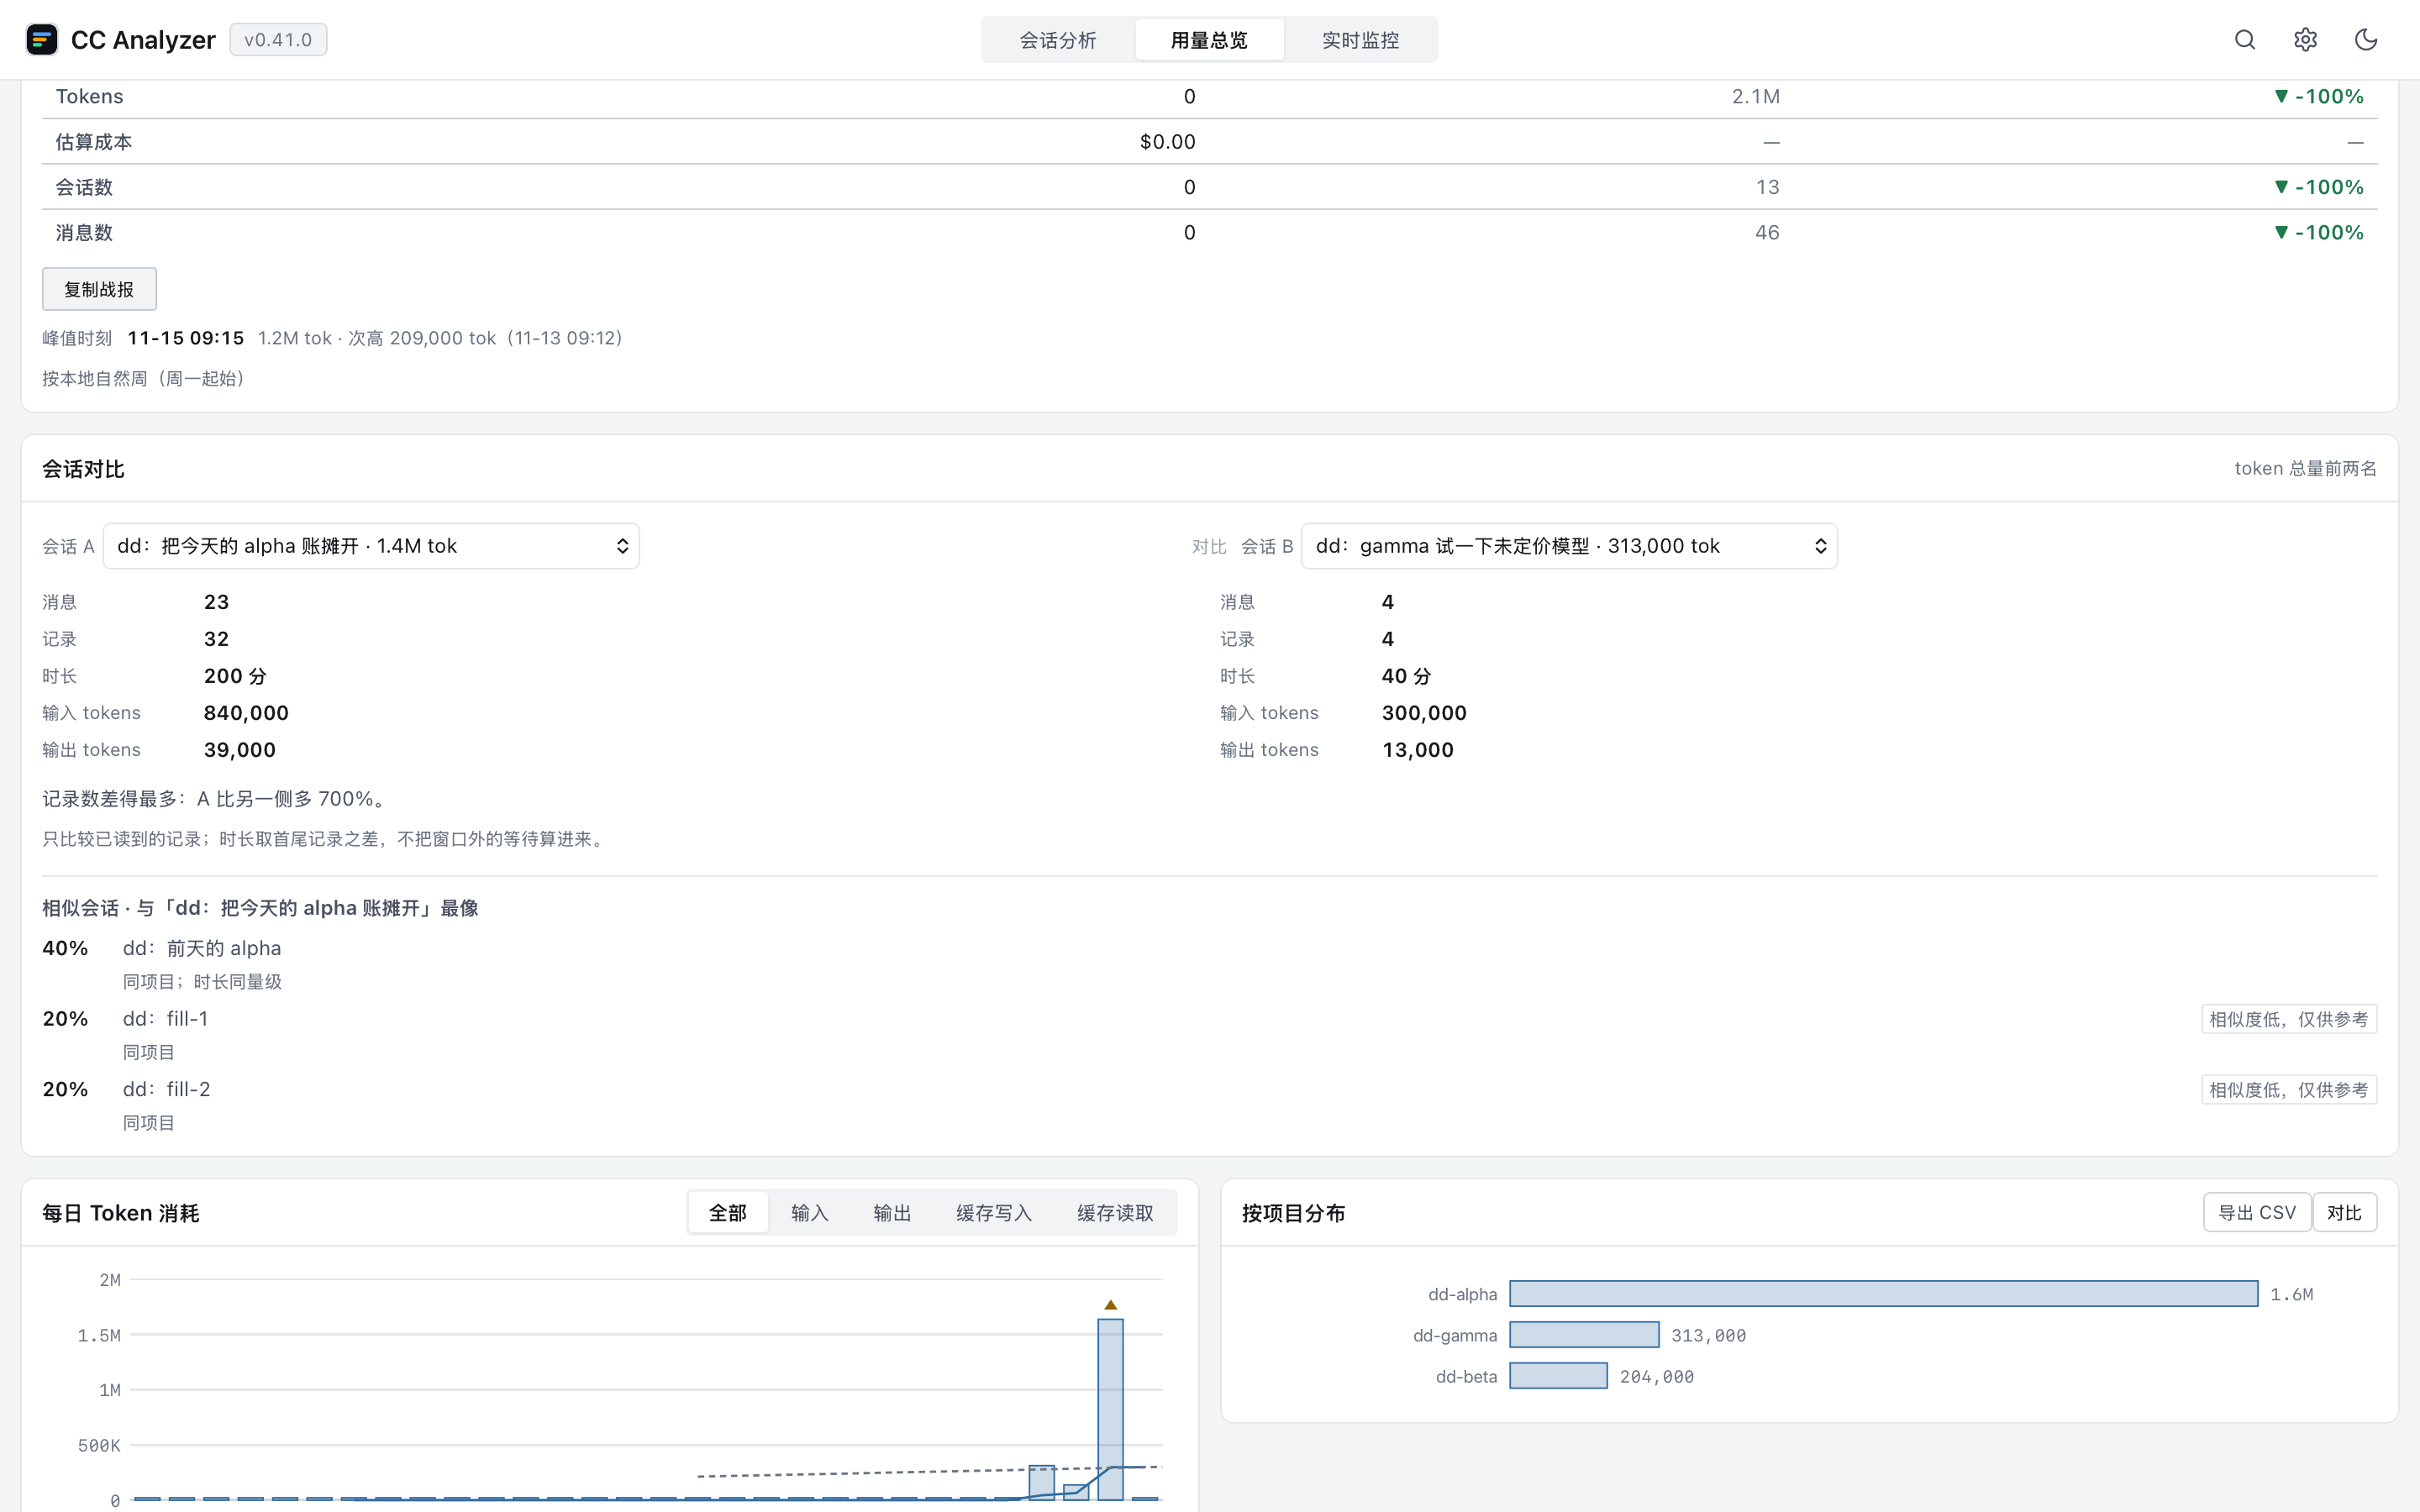 CC Analyzer v0.41.0
会话分析 用量总览 实时监控
Tokens 0 2.1M ▼ -100%
估算成本 $0.00 — —
会话数 0 13 ▼ -100%
消息数 0 46 ▼ -100%
复制战报
峰值时刻 11-15 09:15 1.2M tok · 次高 209,000 tok（11-13 09:12）
按本地自然周（周一起始）
会话对比 token 总量前两名
会话 A dd：把今天的 alpha 账摊开 · 1.4M tok 对比 会话 B dd：gamma 试一下未定价模型 · 313,000 tok
消息 23 消息 4
记录 32 记录 4
时长 200 分 时长 40 分
输入 tokens 840,000 输入 tokens 300,000
输出 tokens 39,000 输出 tokens 13,000
记录数差得最多：A 比另一侧多 700%。
只比较已读到的记录；时长取首尾记录之差，不把窗口外的等待算进来。
相似会话 · 与「dd：把今天的 alpha 账摊开」最像
40% dd：前天的 alpha
同项目；时长同量级
20% dd：fill-1 相似度低，仅供参考
同项目
20% dd：fill-2 相似度低，仅供参考
同项目
每日 Token 消耗 全部 输入 输出 缓存写入 缓存读取
2M
1.5M
1M
500K
0
按项目分布 导出 CSV 对比
dd-alpha 1.6M
dd-gamma 313,000
dd-beta 204,000